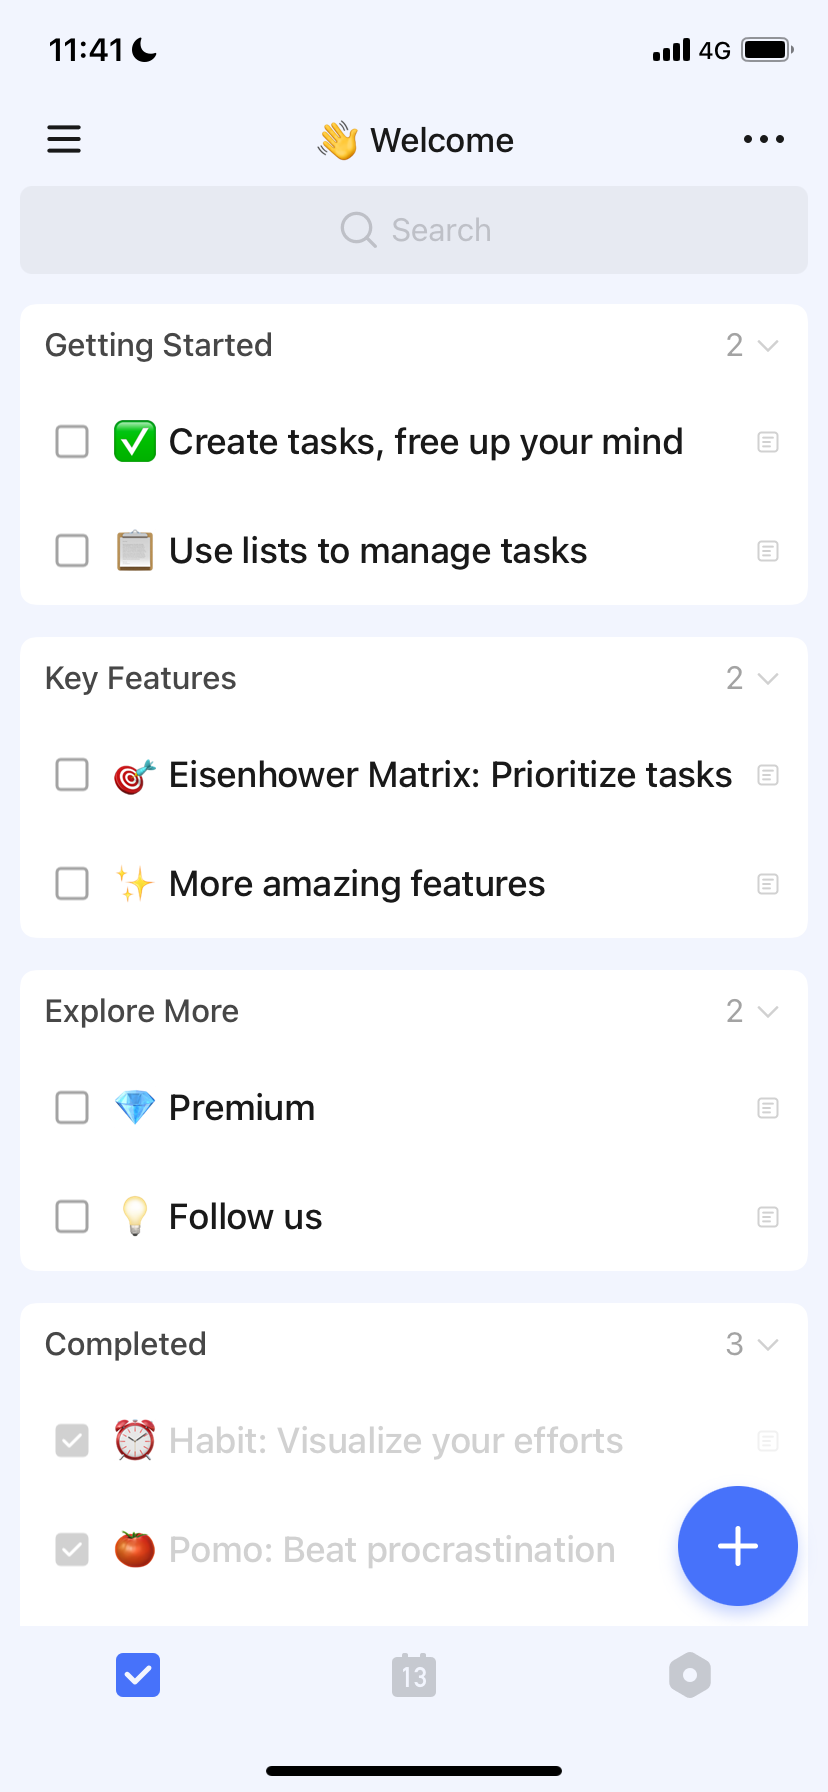 11:41
4G
👋 Welcome
Search
Getting Started 2
✅ Create tasks, free up your mind
📋 Use lists to manage tasks
Key Features 2
🎯 Eisenhower Matrix: Prioritize tasks
✨ More amazing features
Explore More 2
💎 Premium
💡 Follow us
Completed 3
⏰ Habit: Visualize your efforts
🍅 Pomo: Beat procrastination
13